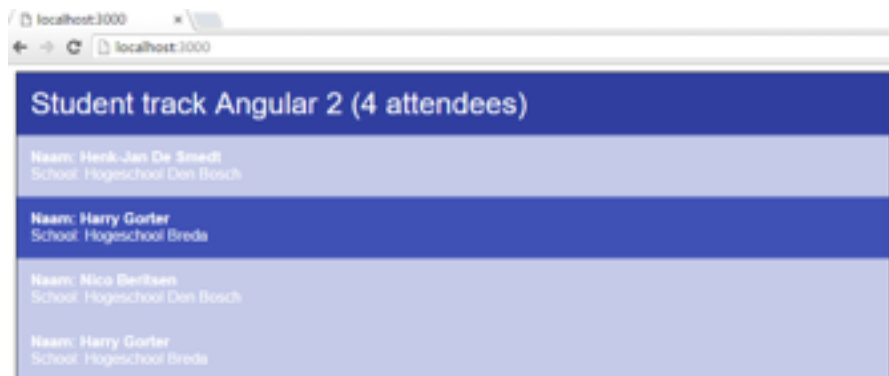 localhost:3000
localhost:3000
Student track Angular 2 (4 attendees)
Naam: Henk-Jan De Smedt
School: Hogeschool Den Bosch
Naam: Harry Gorter
School: Hogeschool Breda
Naam: Nico Beritsen
School: Hogeschool Den Bosch
Naam: Harry Gorter
School: Hogeschool Breda